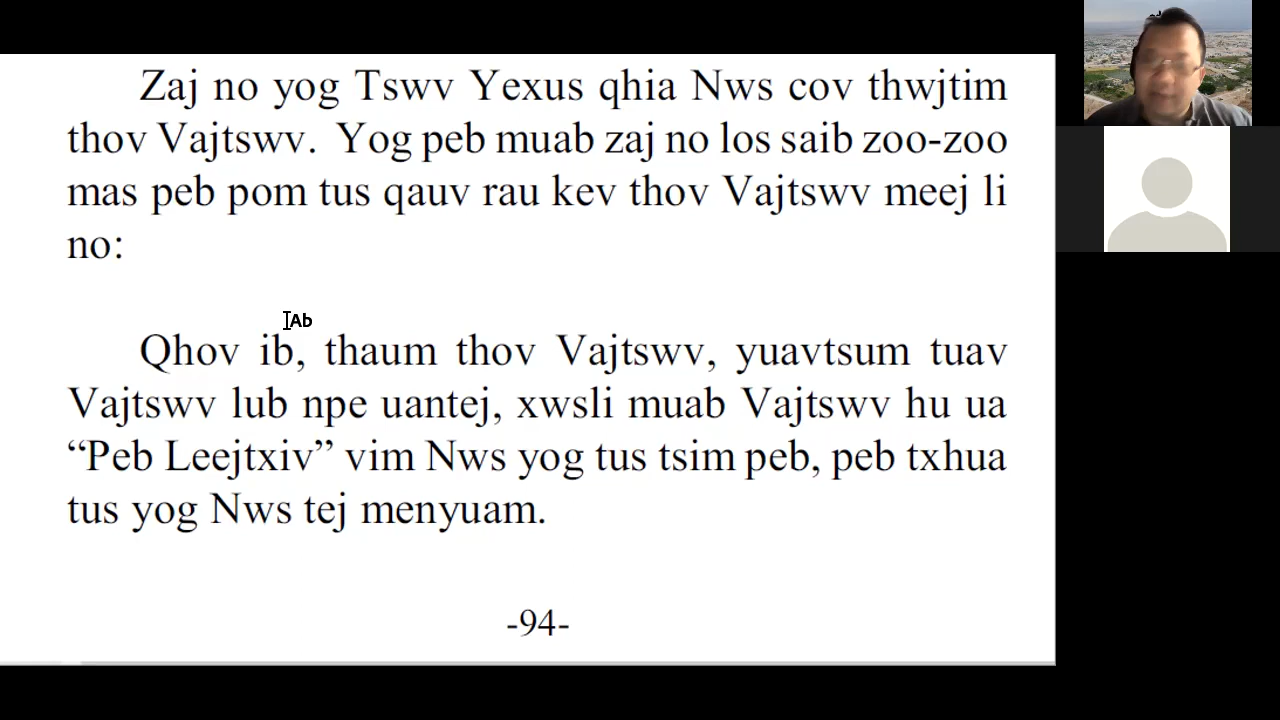 Zaj no yog Tswv Yexus qhia Nws cov thwjtim
thov Vajtswv. Yog peb muab zaj no los saib zoo-zoo
mas peb pom tus qauv rau kev thov Vajtswv meej li
no:
Ab
Qhov ib, thaum thov Vajtswv, yuavtsum tuav
Vajtswv lub npe uantej, xwsli muab Vajtswv hu ua
“Peb Leejtxiv” vim Nws yog tus tsim peb, peb txhua
tus yog Nws tej menyuam.
-94-